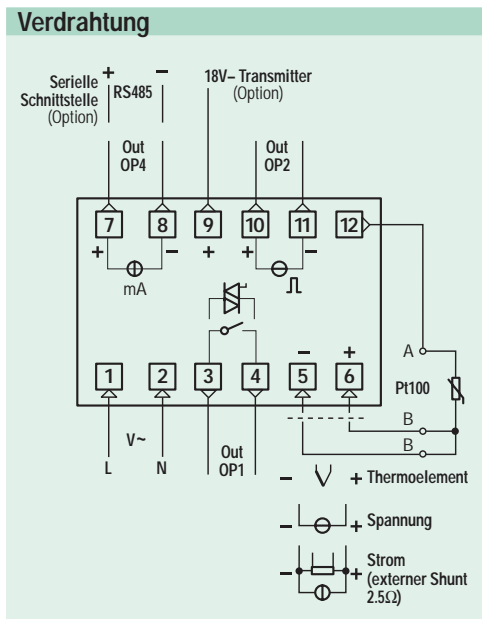 Verdrahtung
+ −
Serielle
Schnittstelle
(Option)
RS485
18V– Transmitter
(Option)
Out
OP4
Out
OP2
7 8 9 10 11 12
+ − + + −
mA
− +
1 2 3 4 5 6
A
Pt100
B
B
V~
L N
Out
OP1
− + Thermoelement
− + Spannung
− + Strom
(externer Shunt
2.5Ω)